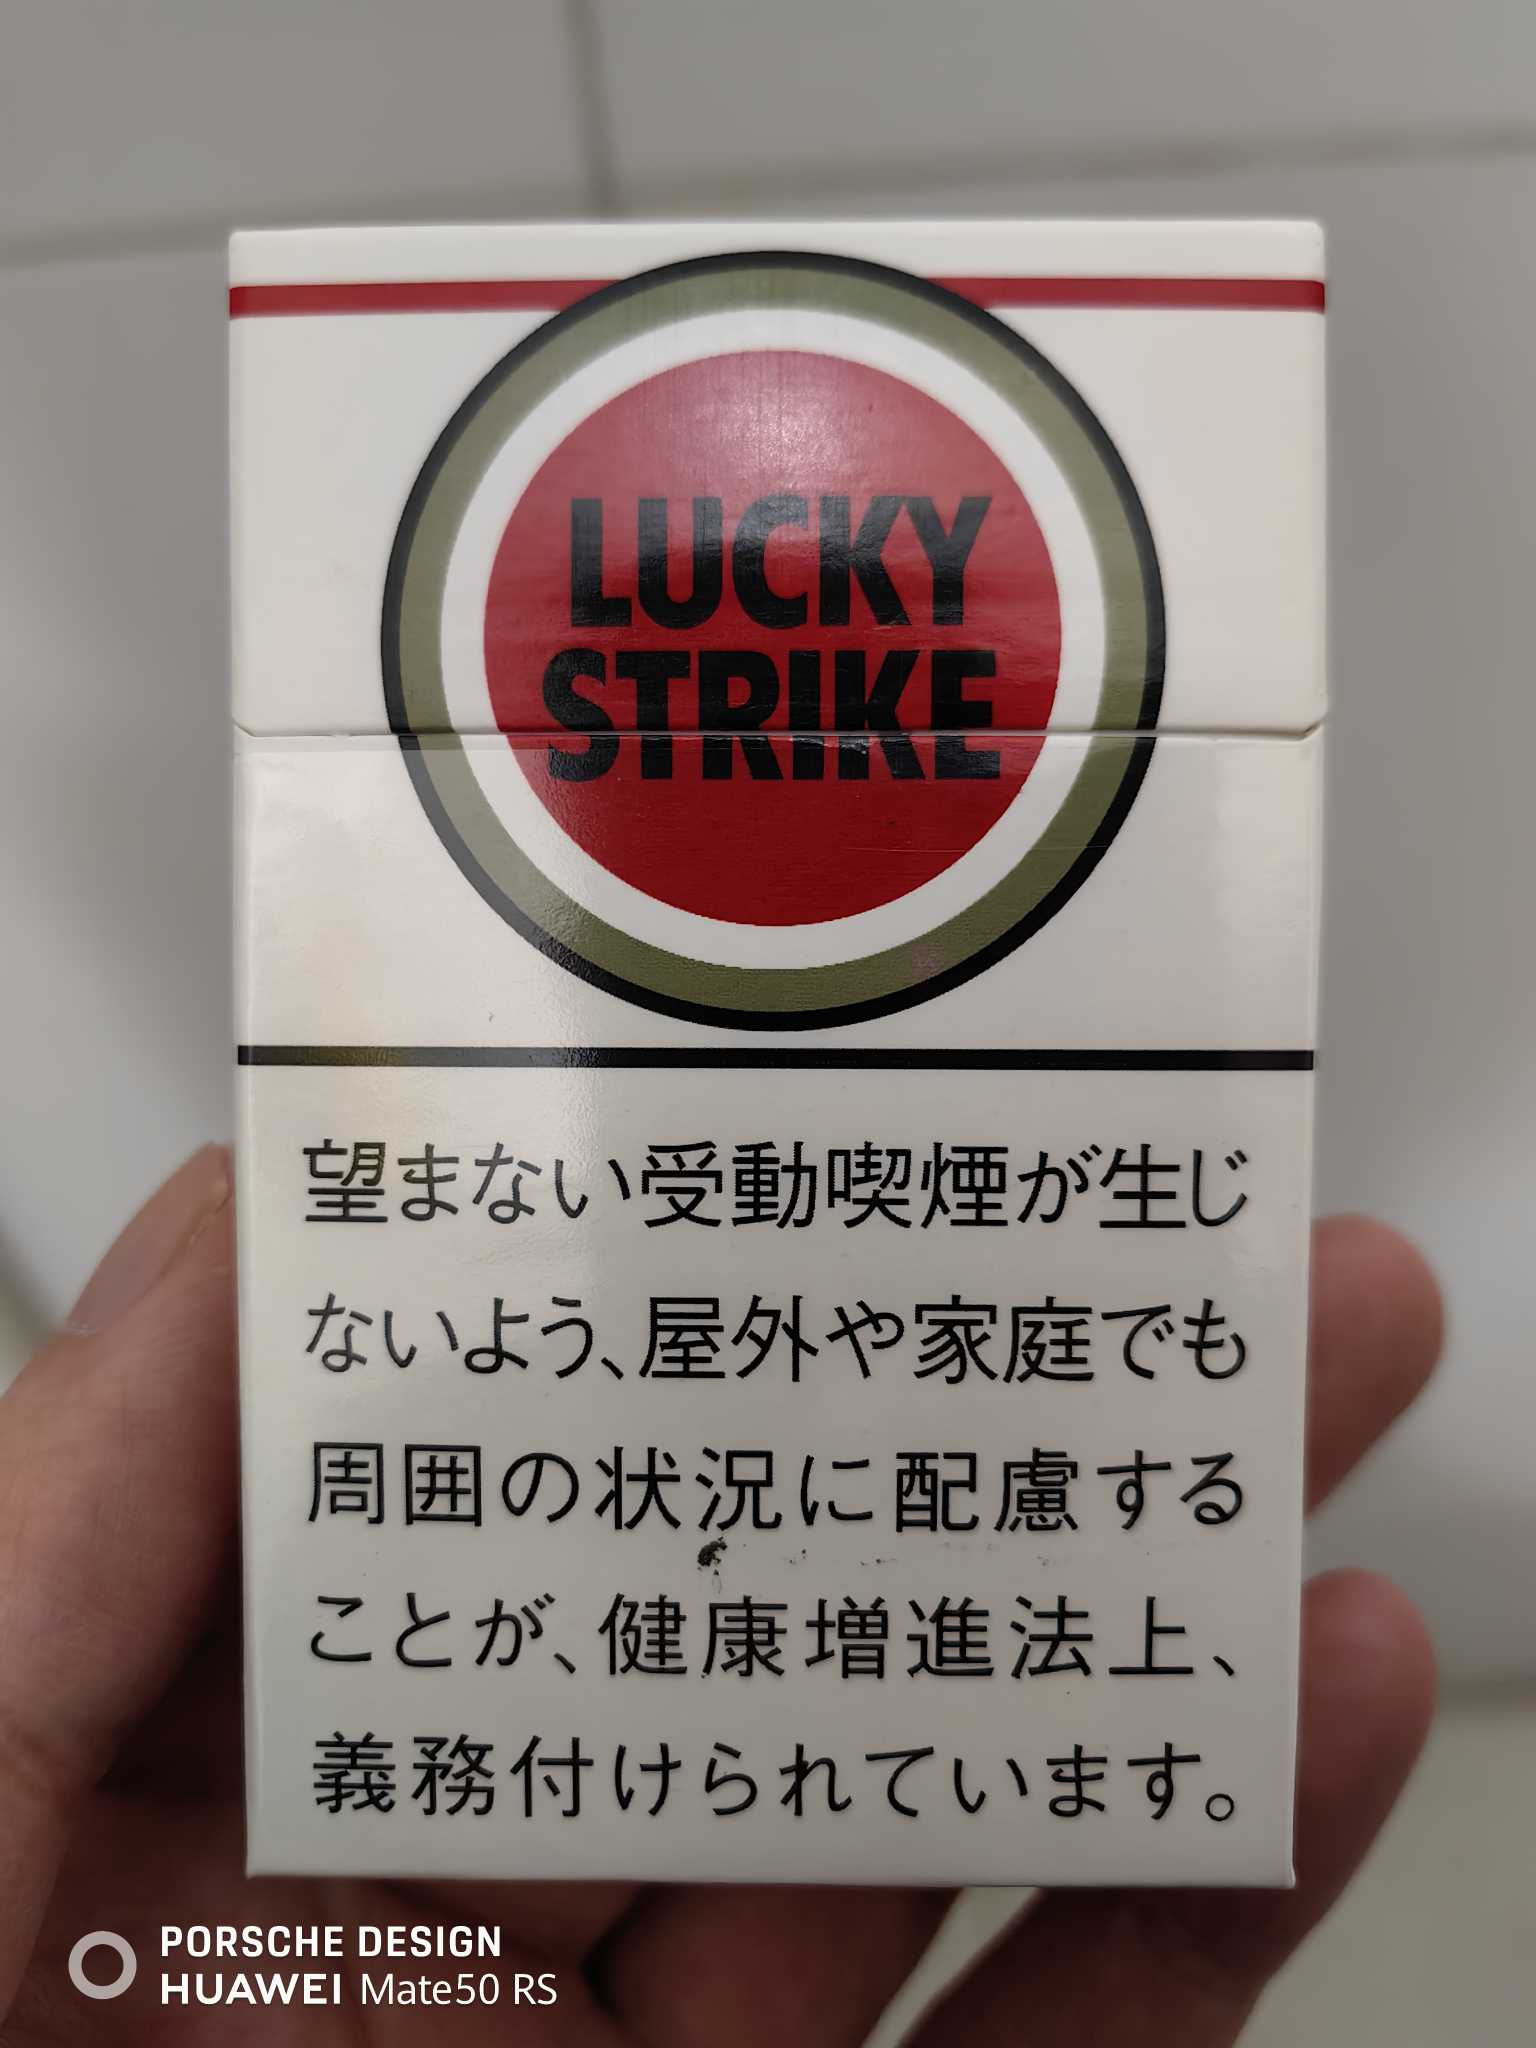 LUCKY
STRIKE
望まない受動喫煙が生じ
ないよう、屋外や家庭でも
周囲の状況に配慮する
ことが、健康増進法上、
義務付けられています。
PORSCHE DESIGN
HUAWEI Mate50 RS